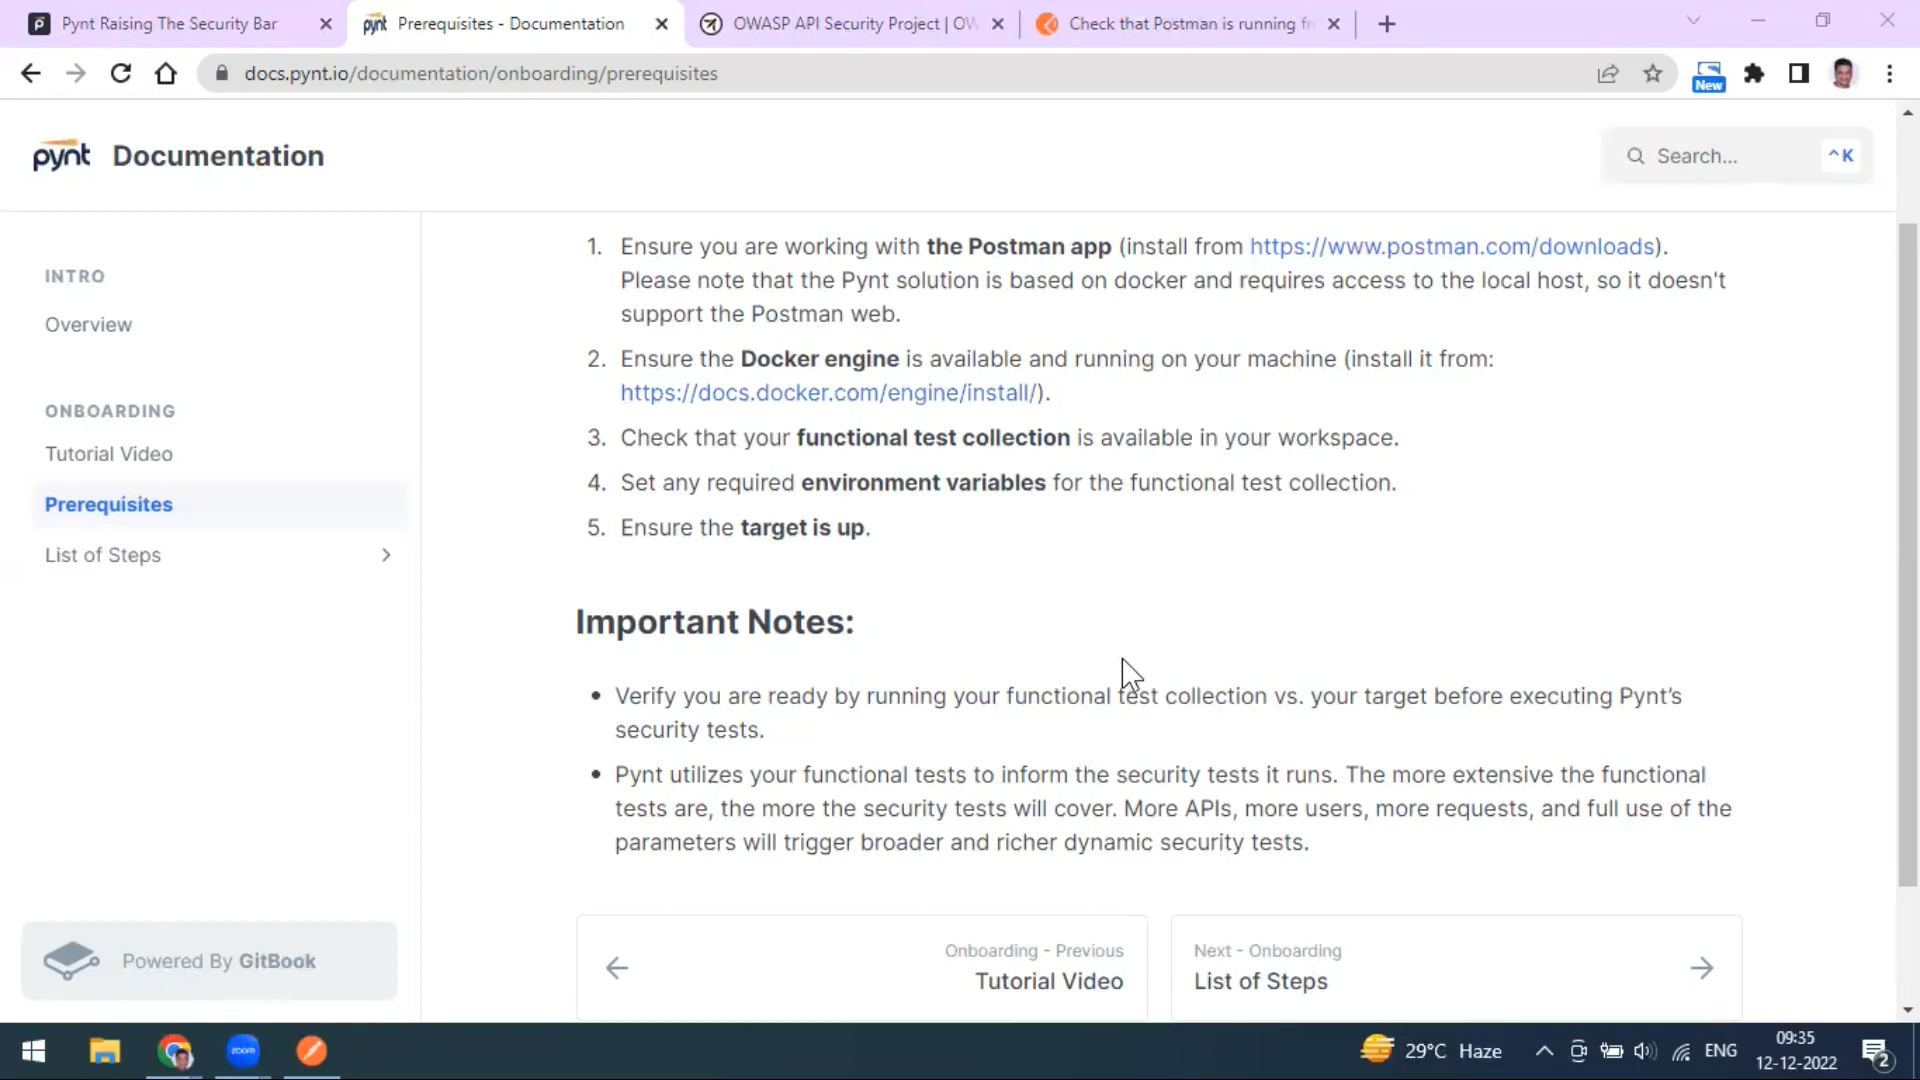 Pynt Raising The Security Bar
Prerequisites - Documentation
OWASP API Security Project | OW
Check that Postman is running fr
docs.pynt.io/documentation/onboarding/prerequisites
New
pynt Documentation
Search...
^K
INTRO
Overview
ONBOARDING
Tutorial Video
Prerequisites
List of Steps
Powered By GitBook
1. Ensure you are working with the Postman app (install from https://www.postman.com/downloads).
Please note that the Pynt solution is based on docker and requires access to the local host, so it doesn't
support the Postman web.
2. Ensure the Docker engine is available and running on your machine (install it from:
https://docs.docker.com/engine/install/).
3. Check that your functional test collection is available in your workspace.
4. Set any required environment variables for the functional test collection.
5. Ensure the target is up.
Important Notes:
• Verify you are ready by running your functional test collection vs. your target before executing Pynt's
security tests.
• Pynt utilizes your functional tests to inform the security tests it runs. The more extensive the functional
tests are, the more the security tests will cover. More APIs, more users, more requests, and full use of the
parameters will trigger broader and richer dynamic security tests.
Onboarding - Previous
Tutorial Video
Next - Onboarding
List of Steps
zoom
29°C Haze
ENG
09:35
12-12-2022
2